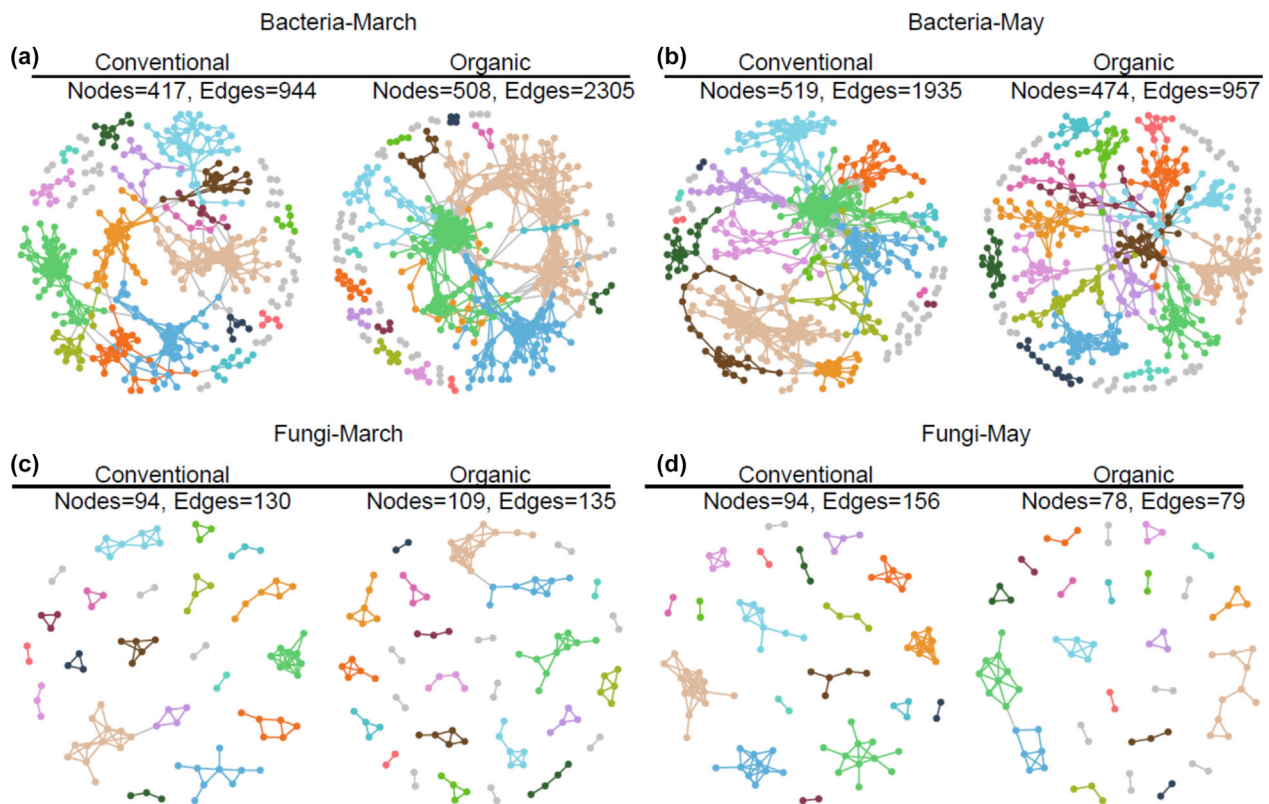 Bacteria-March
Bacteria-May
(a)
Conventional
Organic
(b)
Conventional
Organic
Nodes=417, Edges=944
Nodes=508, Edges=2305
Nodes=519, Edges=1935
Nodes=474, Edges=957
Fungi-March
Fungi-May
(c)
Conventional
Organic
(d)
Conventional
Organic
Nodes=94, Edges=130
Nodes=109, Edges=135
Nodes=94, Edges=156
Nodes=78, Edges=79